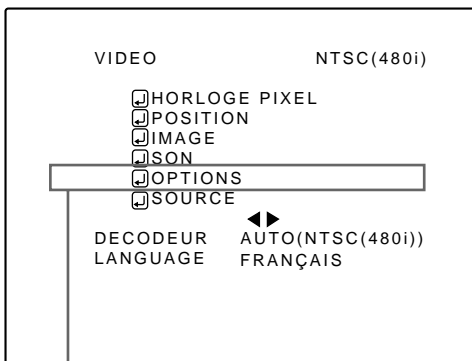 VIDEO NTSC(480i)
HORLOGE PIXEL
POSITION
IMAGE
SON
OPTIONS
SOURCE
DECODEUR AUTO(NTSC(480i))
LANGUAGE FRANÇAIS